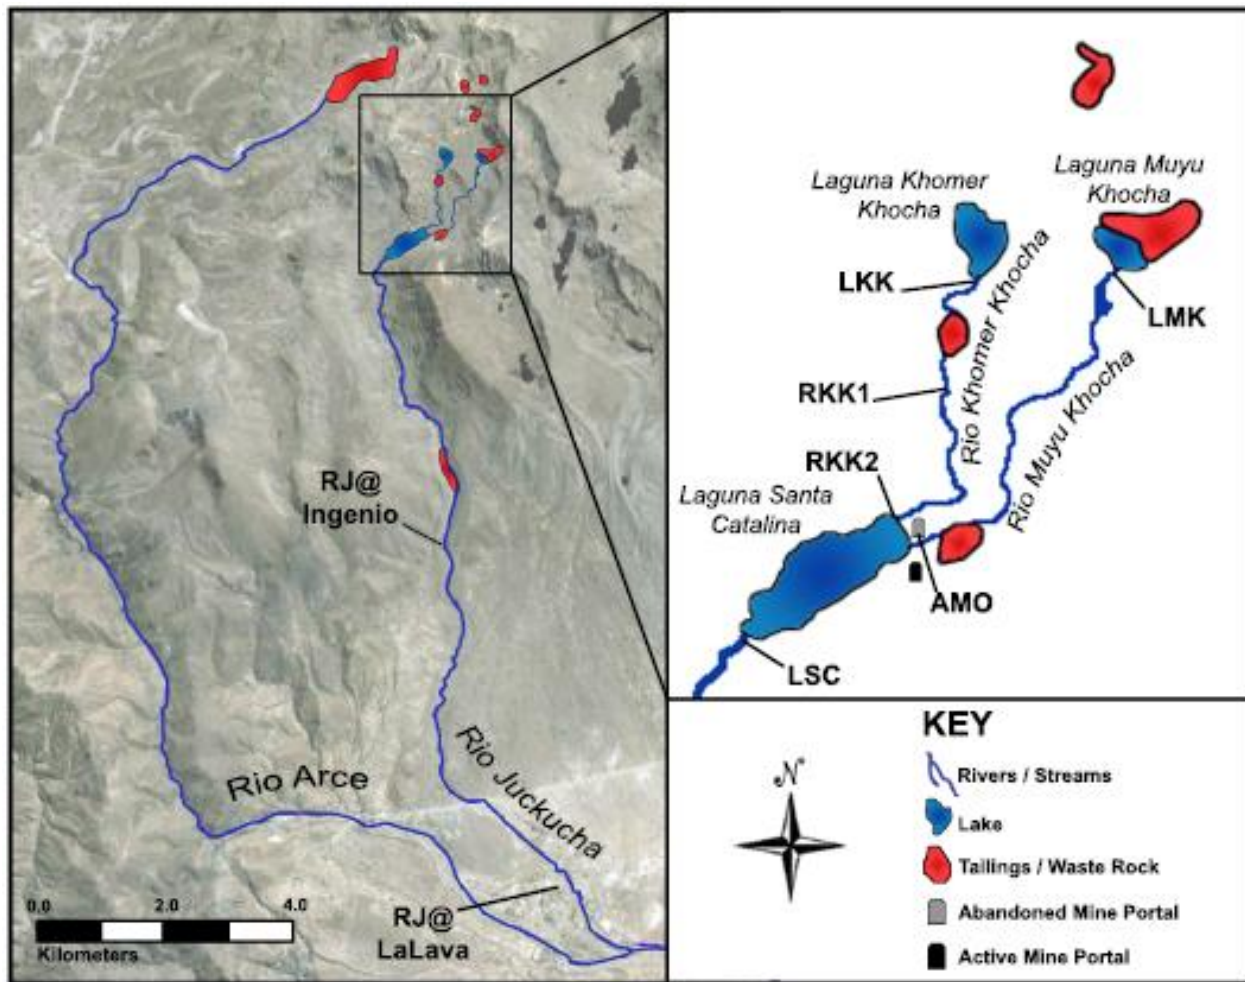 RJ@
Ingenio
Rio Arce
Rio Juckucha
RJ@
LaLava
0.0
2.0
4.0
Kilometers
Laguna Khomer
Khocha
Laguna Muyu
Khocha
LKK
LMK
Rio Khomer Khocha
RKK1
Rio Muyu Khocha
RKK2
Laguna Santa
Catalina
AMO
LSC
KEY
N
Rivers / Streams
Lake
Tailings / Waste Rock
Abandoned Mine Portal
Active Mine Portal